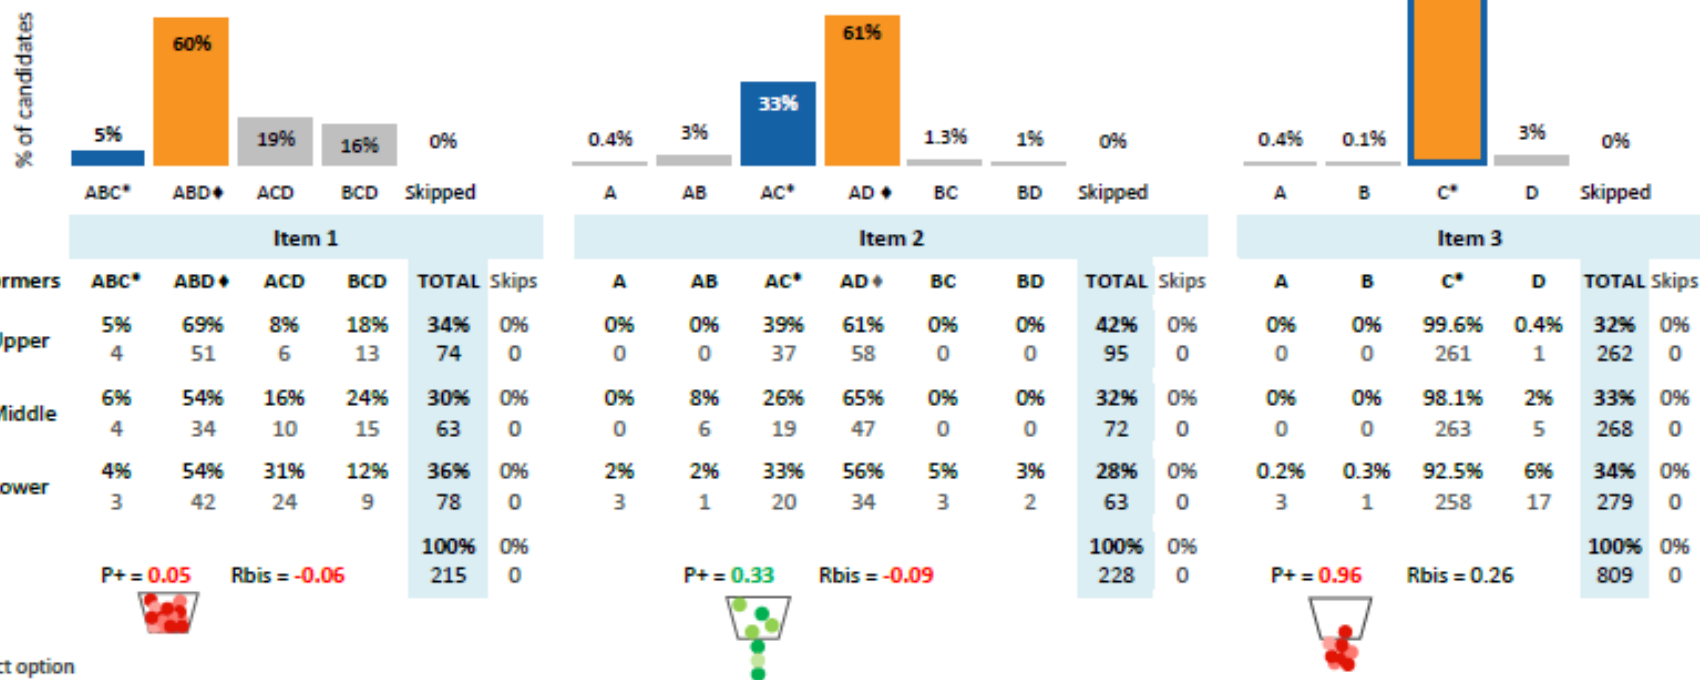 % of candidates
5% 60% 19% 16% 0% 0.4% 3% 33% 61% 1.3% 1% 0% 0.4% 0.1% 3% 0%
ABC* ABD♦ ACD BCD Skipped A AB AC* AD ♦ BC BD Skipped A B C* D Skipped
Item 1 Item 2 Item 3
rmers ABC* ABD♦ ACD BCD TOTAL Skips A AB AC* AD♦ BC BD TOTAL Skips A B C* D TOTAL Skips
Upper 5% 69% 8% 18% 34% 0% 0% 0% 39% 61% 0% 0% 42% 0% 0% 0% 99.6% 0.4% 32% 0%
4 51 6 13 74 0 0 0 37 58 0 0 95 0 0 0 261 1 262 0
Middle 6% 54% 16% 24% 30% 0% 0% 8% 26% 65% 0% 0% 32% 0% 0% 0% 98.1% 2% 33% 0%
4 34 10 15 63 0 0 6 19 47 0 0 72 0 0 0 263 5 268 0
ower 4% 54% 31% 12% 36% 0% 2% 2% 33% 56% 5% 3% 28% 0% 0.2% 0.3% 92.5% 6% 34% 0%
3 42 24 9 78 0 3 1 20 34 3 2 63 0 3 1 258 17 279 0
100% 0% 100% 0% 100% 0%
P+ = 0.05 Rbis = -0.06 215 0 P+ = 0.33 Rbis = -0.09 228 0 P+ = 0.96 Rbis = 0.26 809 0
ct option